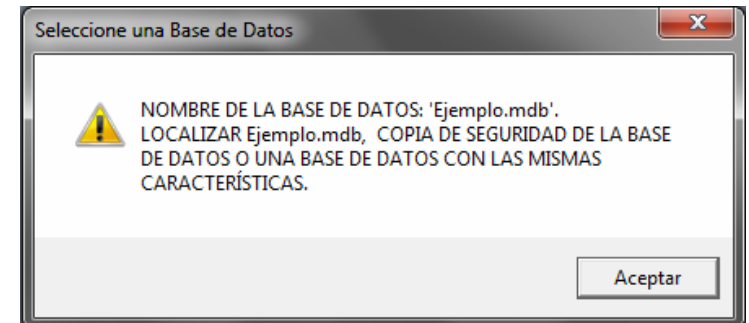 Seleccione una Base de Datos
NOMBRE DE LA BASE DE DATOS: 'Ejemplo.mdb'.
LOCALIZAR Ejemplo.mdb,  COPIA DE SEGURIDAD DE LA BASE
DE DATOS O UNA BASE DE DATOS CON LAS MISMAS
CARACTERÍSTICAS.
Aceptar